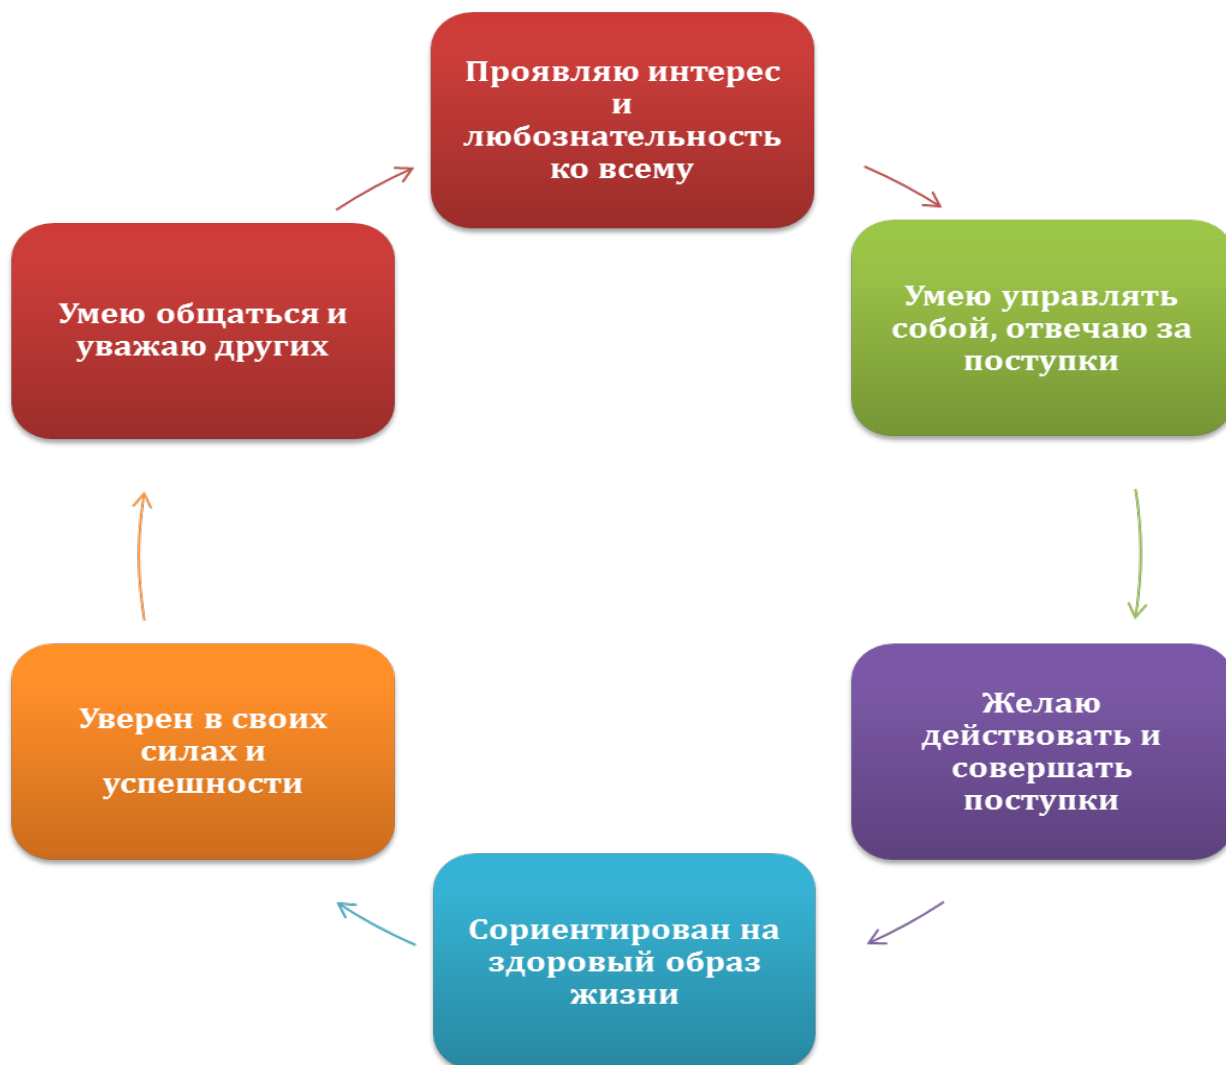 Проявляю интерес
и
любознательность
ко всему
Умею управлять
собой, отвечаю за
поступки
Желаю
действовать и
совершать
поступки
Сориентирован на
здоровый образ
жизни
Уверен в своих
силах и
успешности
Умею общаться и
уважаю других